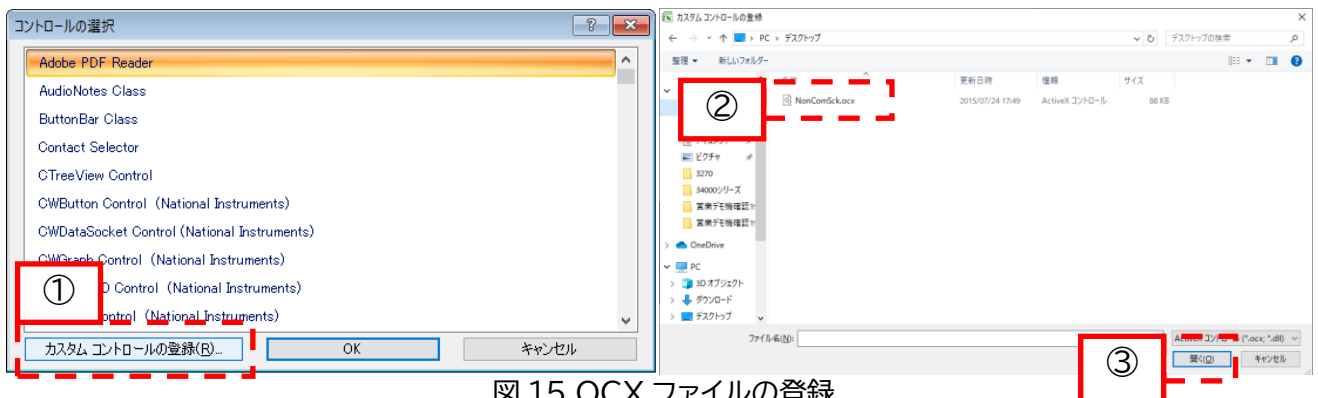 コントロールの選択
Adobe PDF Reader
AudioNotes Class
ButtonBar Class
Contact Selector
CTreeView Control
CWButton Control (National Instruments)
CWDataSocket Control (National Instruments)
CWGraph Control (National Instruments)
D Control (National Instruments)
ontrol (National Instruments)
①
カスタム コントロールの登録(R)...
OK
キャンセル
カスタム コントロールの登録
PC > デスクトップ
デスクトップの検索
整理
新しいフォルダー
更新日時
種類
サイズ
②
NonComSck.ocx
2015/07/24 17:49
ActiveX コントロール
88 KB
ピクチャ
3270
34000シリーズ
営業デモ機確認
営業デモ機確認
OneDrive
PC
3D オブジェクト
ダウンロード
デスクトップ
ファイル名(N):
(*.ocx; *.dll)
③
開く(O)
キャンセル
図 15 OCX ファイルの登録